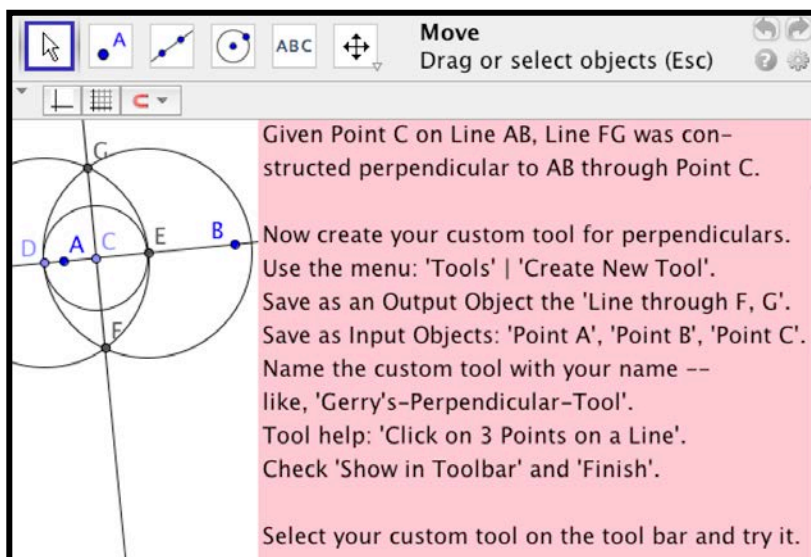 A
ABC
Move
Drag or select objects (Esc)
Given Point C on Line AB, Line FG was con-
structed perpendicular to AB through Point C.
Now create your custom tool for perpendiculars.
Use the menu: 'Tools' | 'Create New Tool'.
Save as an Output Object the 'Line through F, G'.
Save as Input Objects: 'Point A', 'Point B', 'Point C'.
Name the custom tool with your name --
like, 'Gerry's-Perpendicular-Tool'.
Tool help: 'Click on 3 Points on a Line'.
Check 'Show in Toolbar' and 'Finish'.
Select your custom tool on the tool bar and try it.
G
D
A
C
E
B
F